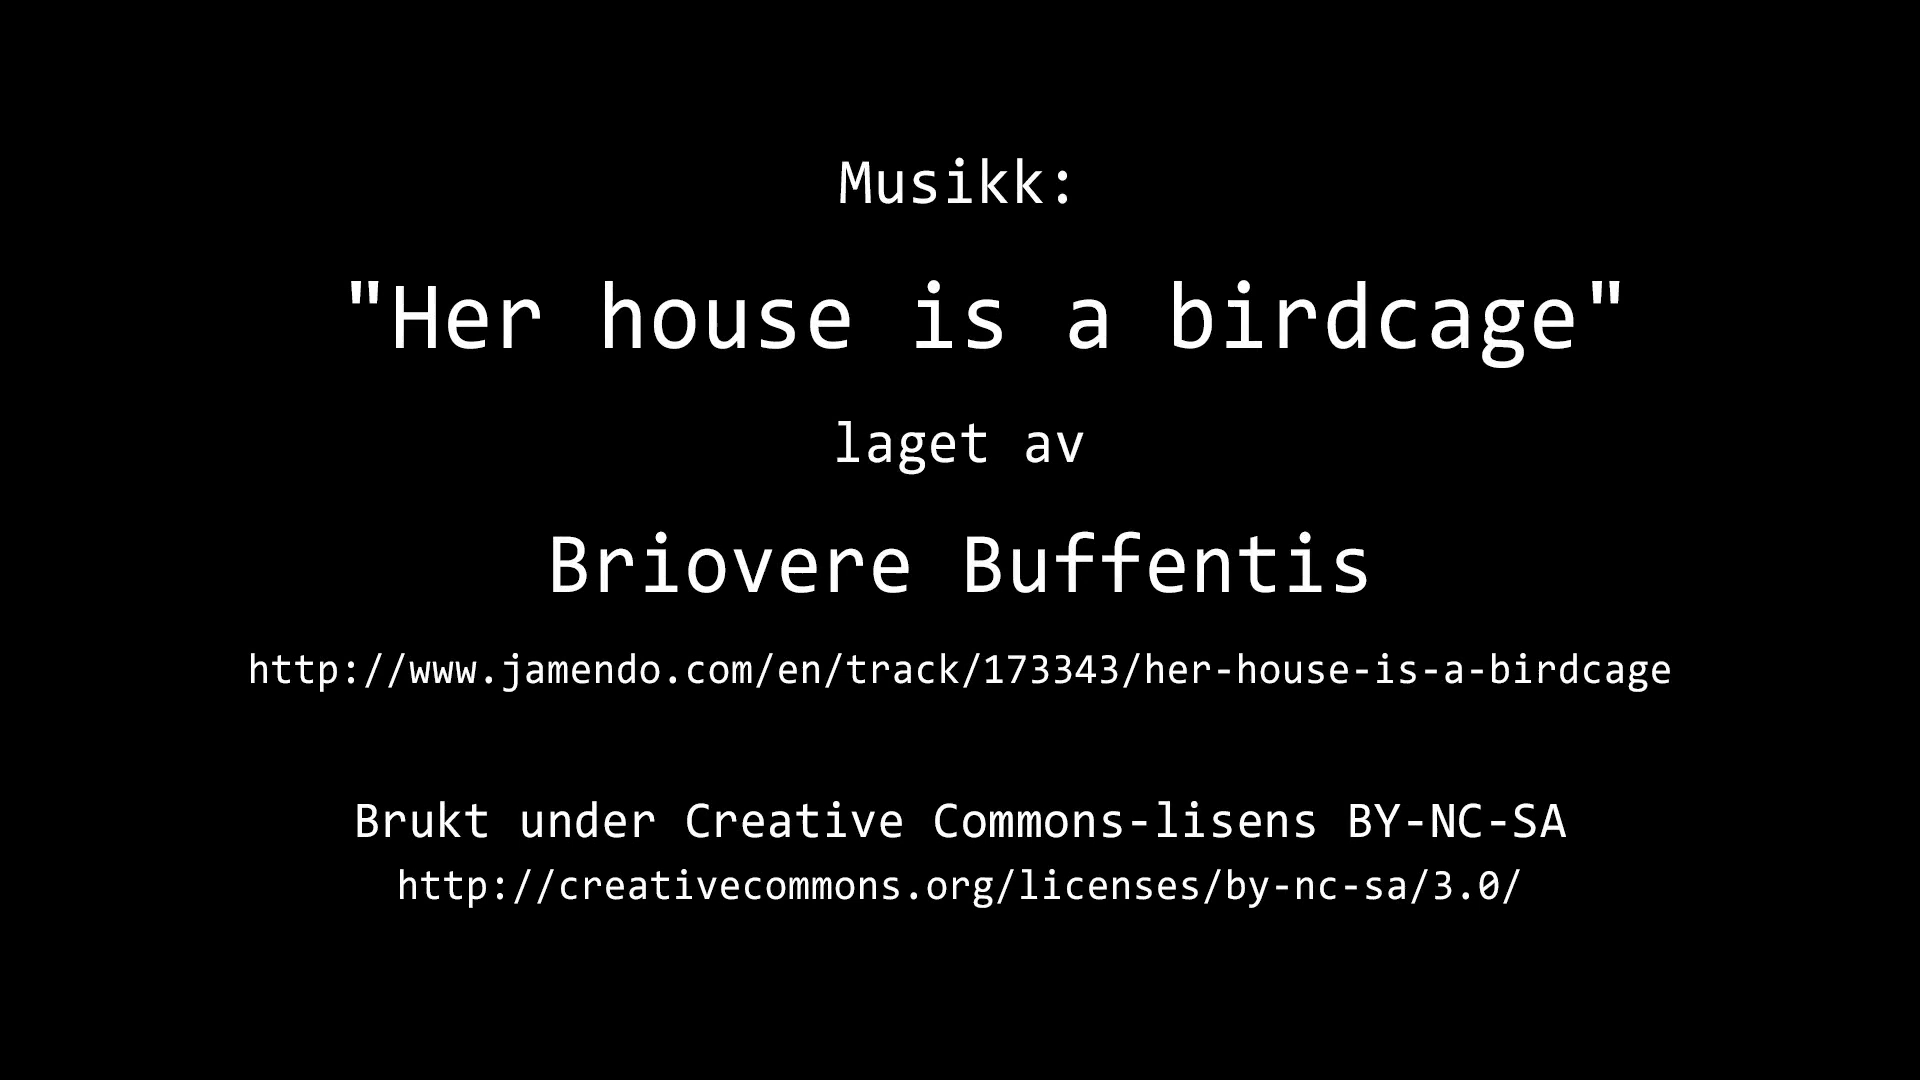 Musikk:
"Her house is a birdcage"
laget av
Briovere Buffentis
http://www.jamendo.com/en/track/173343/her-house-is-a-birdcage
Brukt under Creative Commons-lisens BY-NC-SA
http://creativecommons.org/licenses/by-nc-sa/3.0/